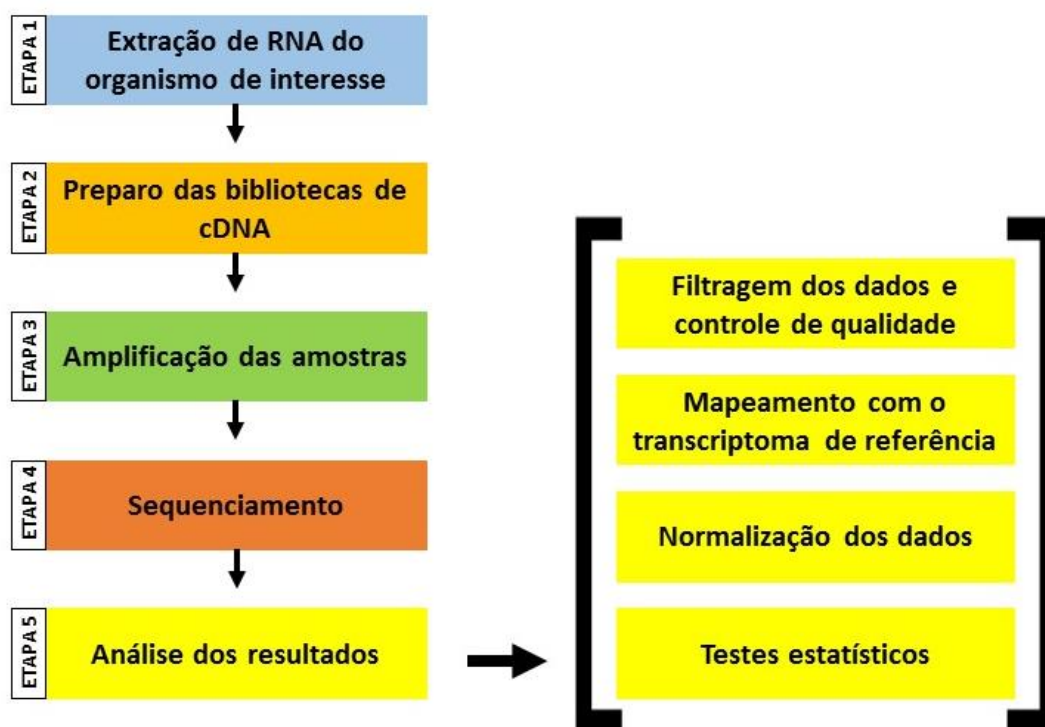 ETAPA 1
Extração de RNA do
organismo de interesse
ETAPA 2
Preparo das bibliotecas de
cDNA
ETAPA 3
Amplificação das amostras
ETAPA 4
Sequenciamento
ETAPA 5
Análise dos resultados
Filtragem dos dados e
controle de qualidade
Mapeamento com o
transcriptoma de referência
Normalização dos dados
Testes estatísticos